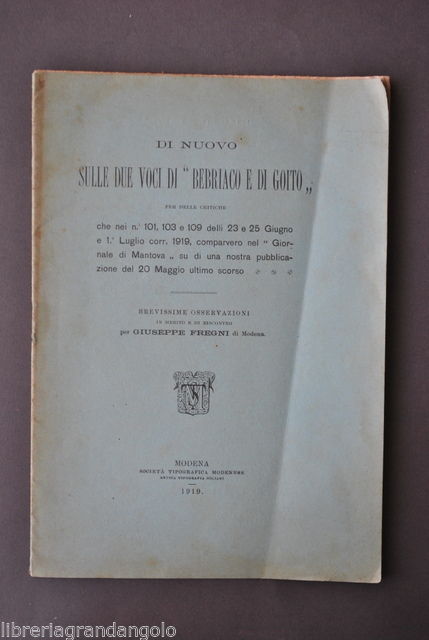 DI NUOVO
SULLE DUE VOCI DI " BEBRIACO E DI GOITO „
PER DELLE CRITICHE
che nei n.ⁱ 101, 103 e 109 delli 23 e 25 Giugno
e 1.° Luglio corr. 1919, comparvero nel " Gior-
nale di Mantova „ su di una nostra pubblica-
zione del 20 Maggio ultimo scorso
BREVISSIME OSSERVAZIONI
IN MERITO E DI RISCONTRO
per GIUSEPPE FREGNI di Modena.
MODENA
SOCIETÀ TIPOGRAFICA MODENESE
ANTICA TIPOGRAFIA SOLIANI
1919.
libreriagrandangolo